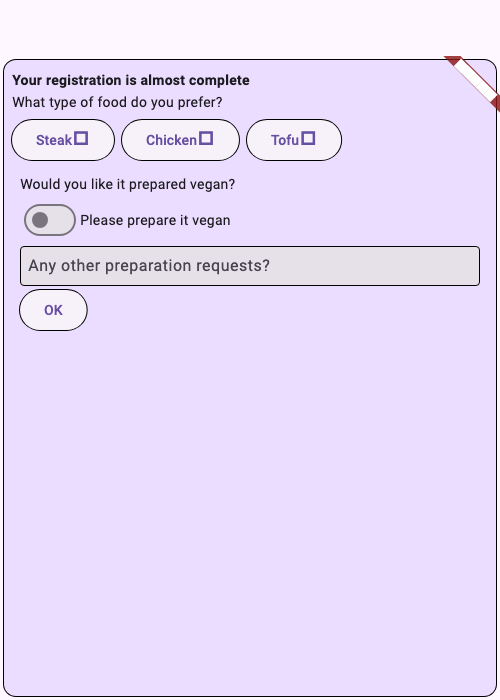 Your registration is almost complete
What type of food do you prefer?
Steak Chicken Tofu
Would you like it prepared vegan?
Please prepare it vegan
Any other preparation requests?
OK